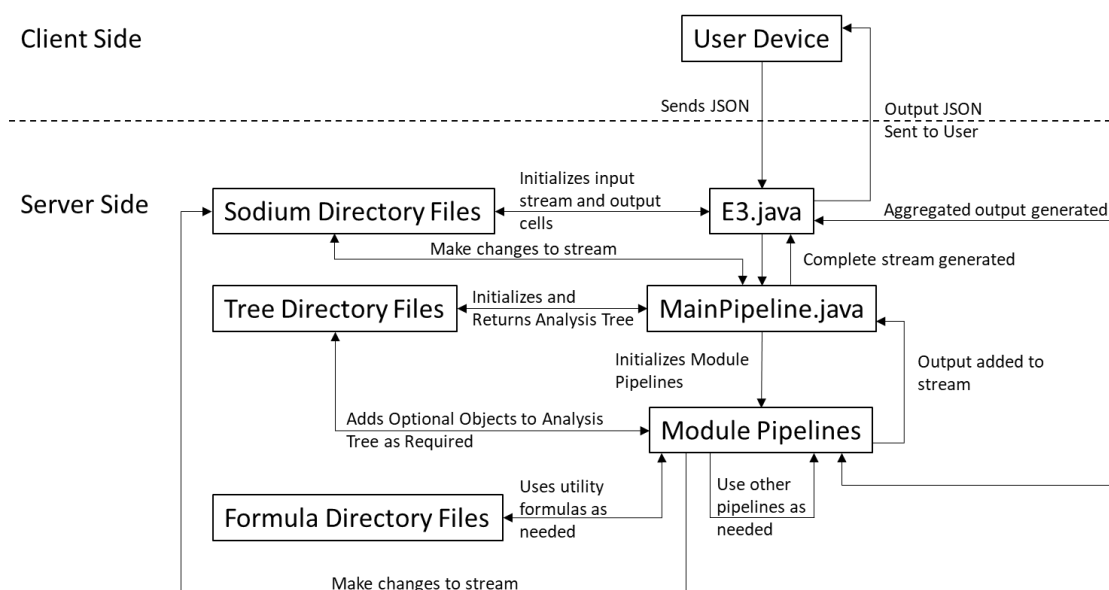 Client Side
User Device
Sends JSON
Output JSON
Sent to User
Server Side
Initializes input
stream and output
cells
Sodium Directory Files
E3.java
Aggregated output generated
Make changes to stream
Complete stream generated
Tree Directory Files
Initializes and
Returns Analysis Tree
MainPipeline.java
Initializes Module
Pipelines
Output added to
stream
Adds Optional Objects to Analysis
Tree as Required
Module Pipelines
Uses utility
formulas as
needed
Use other
pipelines as
needed
Formula Directory Files
Make changes to stream